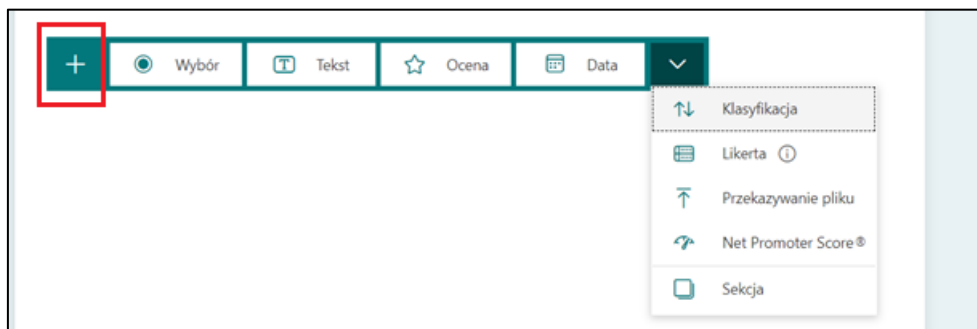 Wybór Tekst Ocena Data
Klasyfikacja
Likerta
Przekazywanie pliku
Net Promoter Score®
Sekcja